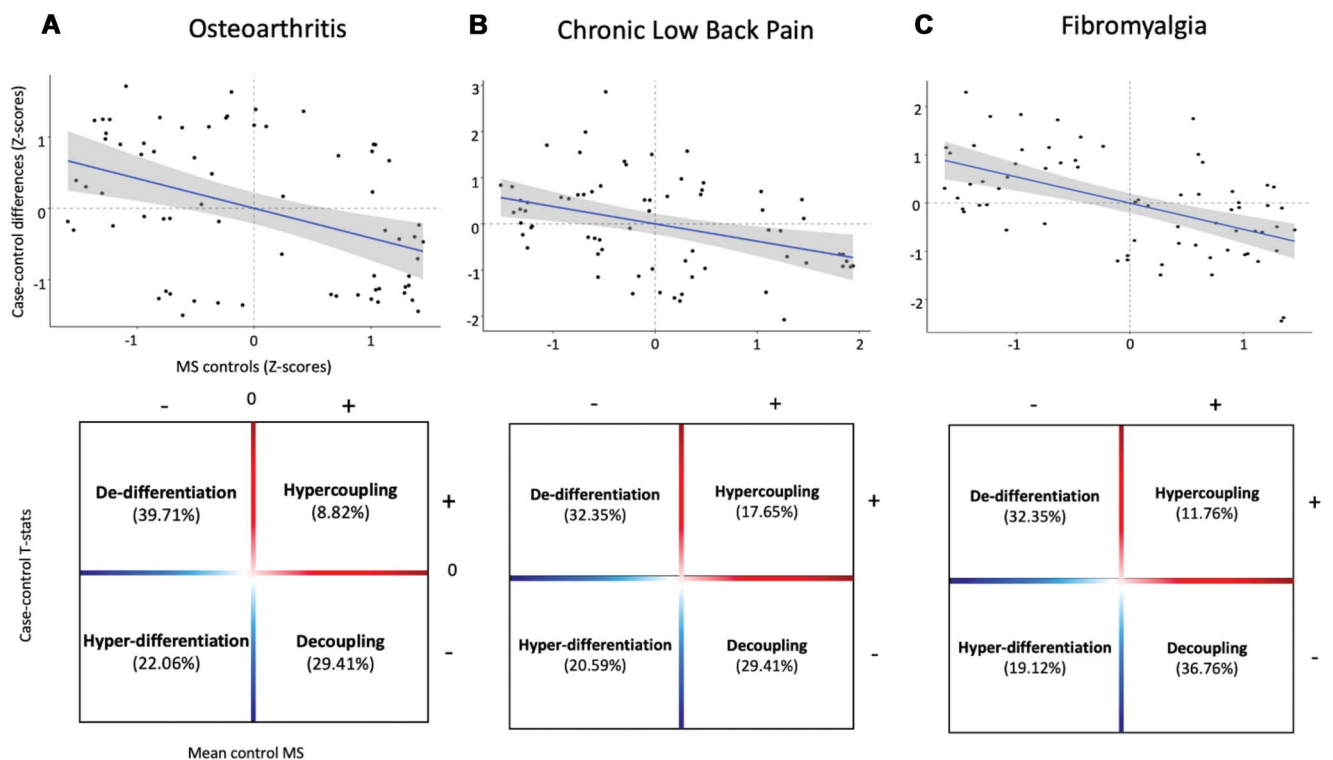 A Osteoarthritis
B Chronic Low Back Pain
C Fibromyalgia
Case-control differences (Z-scores)
1
0
-1
-1 0 1
MS controls (Z-scores)
3
2
1
0
-1
-2
-1 0 1 2
2
1
0
-1
-2
-1 0 1
- 0 +
De-differentiation Hypercoupling +
(39.71%) (8.82%)
0
Hyper-differentiation Decoupling -
(22.06%) (29.41%)
Case-control T-stats
Mean control MS
- +
De-differentiation Hypercoupling +
(32.35%) (17.65%)
Hyper-differentiation Decoupling -
(20.59%) (29.41%)
- +
De-differentiation Hypercoupling +
(32.35%) (11.76%)
Hyper-differentiation Decoupling -
(19.12%) (36.76%)